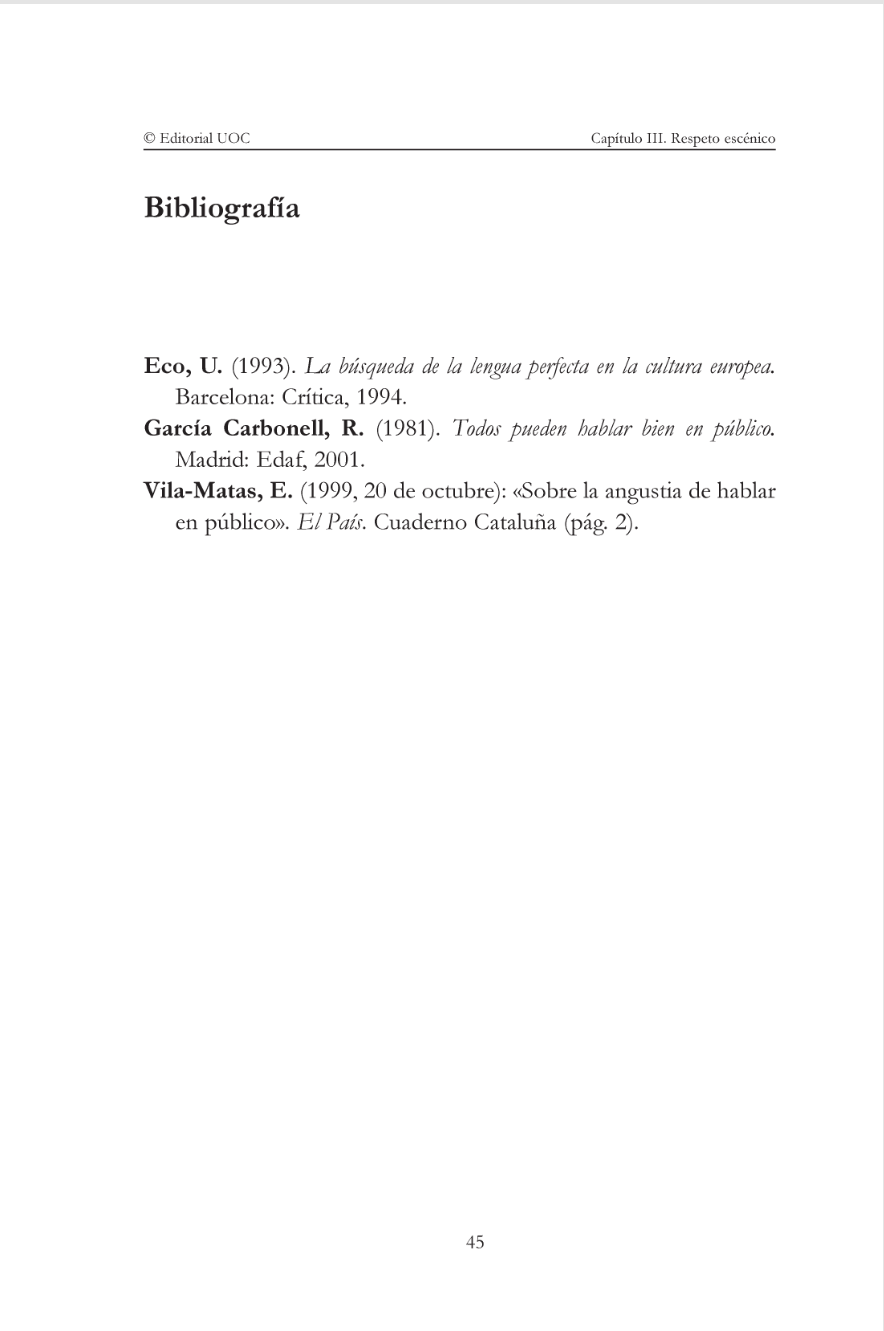 © Editorial UOC Capítulo III. Respeto escénico
Bibliografía
Eco, U. (1993). La búsqueda de la lengua perfecta en la cultura europea.
Barcelona: Crítica, 1994.
García Carbonell, R. (1981). Todos pueden hablar bien en público.
Madrid: Edaf, 2001.
Vila-Matas, E. (1999, 20 de octubre): «Sobre la angustia de hablar
en público». El País. Cuaderno Cataluña (pág. 2).
45